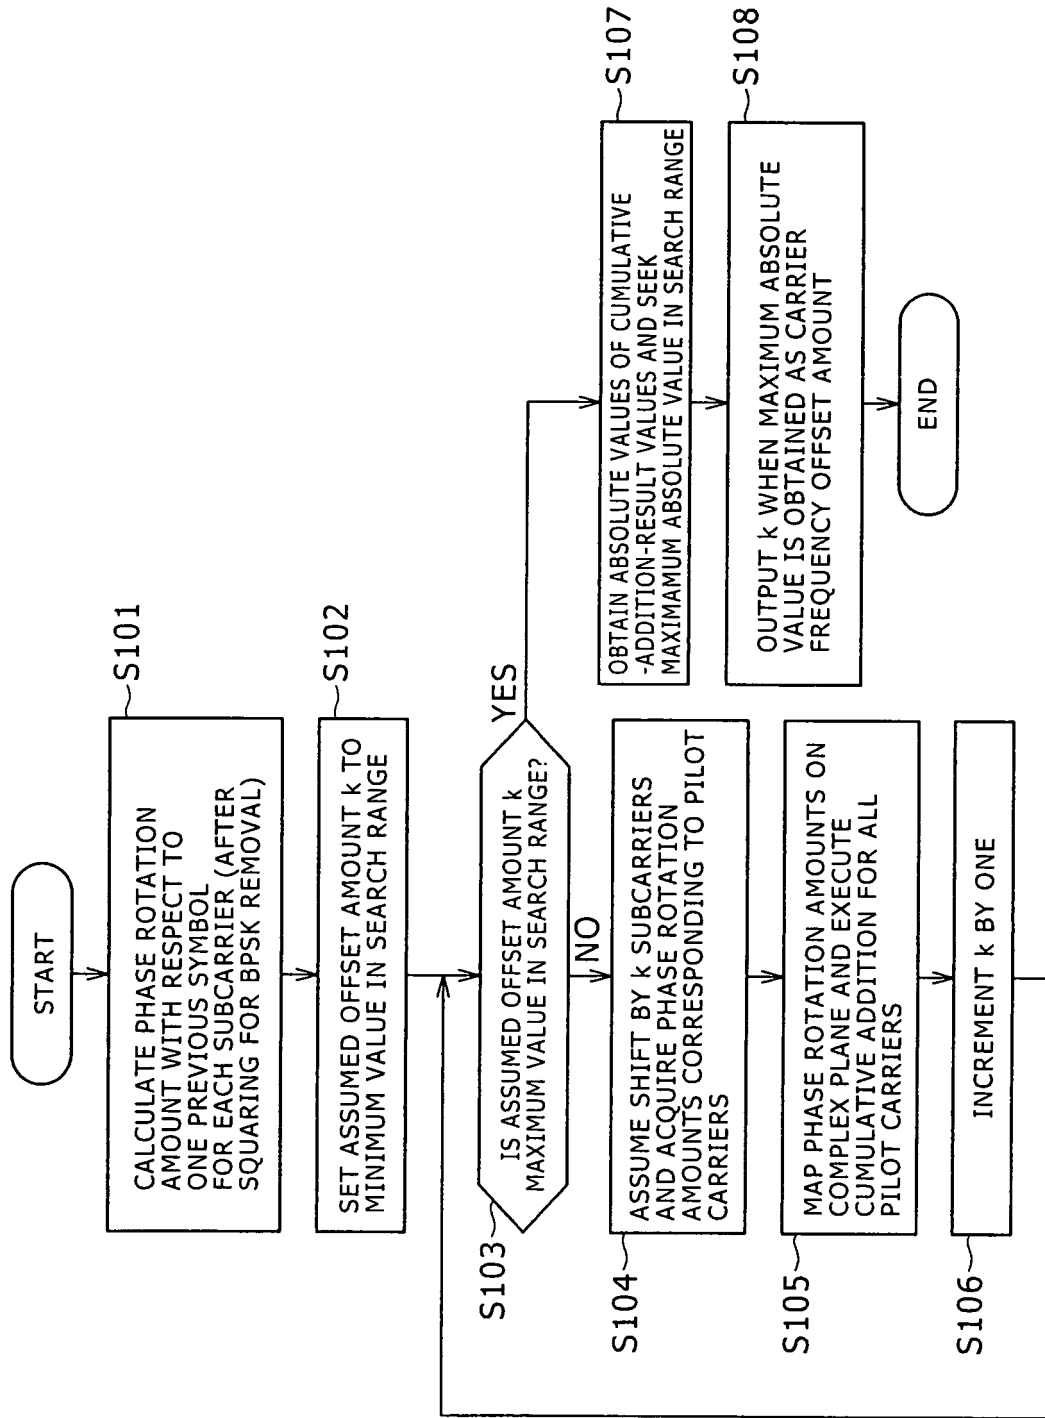 START
S101
CALCULATE PHASE ROTATION
AMOUNT WITH RESPECT TO
ONE PREVIOUS SYMBOL
FOR EACH SUBCARRIER (AFTER
SQUARING FOR BPSK REMOVAL)
S102
SET ASSUMED OFFSET AMOUNT k TO
MINIMUM VALUE IN SEARCH RANGE
S103
IS ASSUMED OFFSET AMOUNT k
MAXIMUM VALUE IN SEARCH RANGE?
YES
NO
S104
ASSUME SHIFT BY k SUBCARRIERS
AND ACQUIRE PHASE ROTATION
AMOUNTS CORRESPONDING TO PILOT
CARRIERS
S105
MAP PHASE ROTATION AMOUNTS ON
COMPLEX PLANE AND EXECUTE
CUMULATIVE ADDITION FOR ALL
PILOT CARRIERS
S106
INCREMENT k BY ONE
S107
OBTAIN ABSOLUTE VALUES OF CUMULATIVE
-ADDITION-RESULT VALUES AND SEEK
MAXIMAMUM ABSOLUTE VALUE IN SEARCH RANGE
S108
OUTPUT k WHEN MAXIMUM ABSOLUTE
VALUE IS OBTAINED AS CARRIER
FREQUENCY OFFSET AMOUNT
END